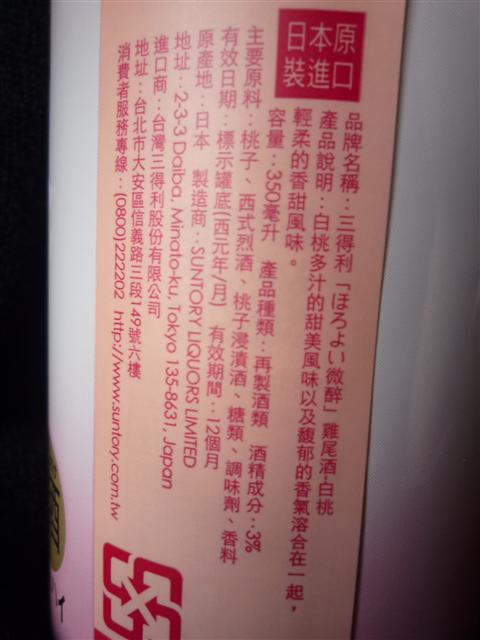 日本原
裝進口
品牌名稱：三得利「ほろよい微醉」雞尾酒-白桃
產品說明：白桃多汁的甜美風味以及馥郁的香氣溶合在一起，
輕柔的香甜風味。
容量：350毫升 產品種類：再製酒類 酒精成分：3%
主要原料：桃子、西式烈酒、桃子浸漬酒、糖類、調味劑、香料
有效日期：標示罐底(西元年/月) 有效期間：12個月
原產地：日本 製造商：SUNTORY LIQUORS LIMITED
地址：2-3-3 Daiba, Minato-ku, Tokyo 135-8631, Japan
進口商：台灣三得利股份有限公司
地址：台北市大安區信義路三段149號六樓
消費者服務專線：(0800)222202 http://www.suntory.com.tw